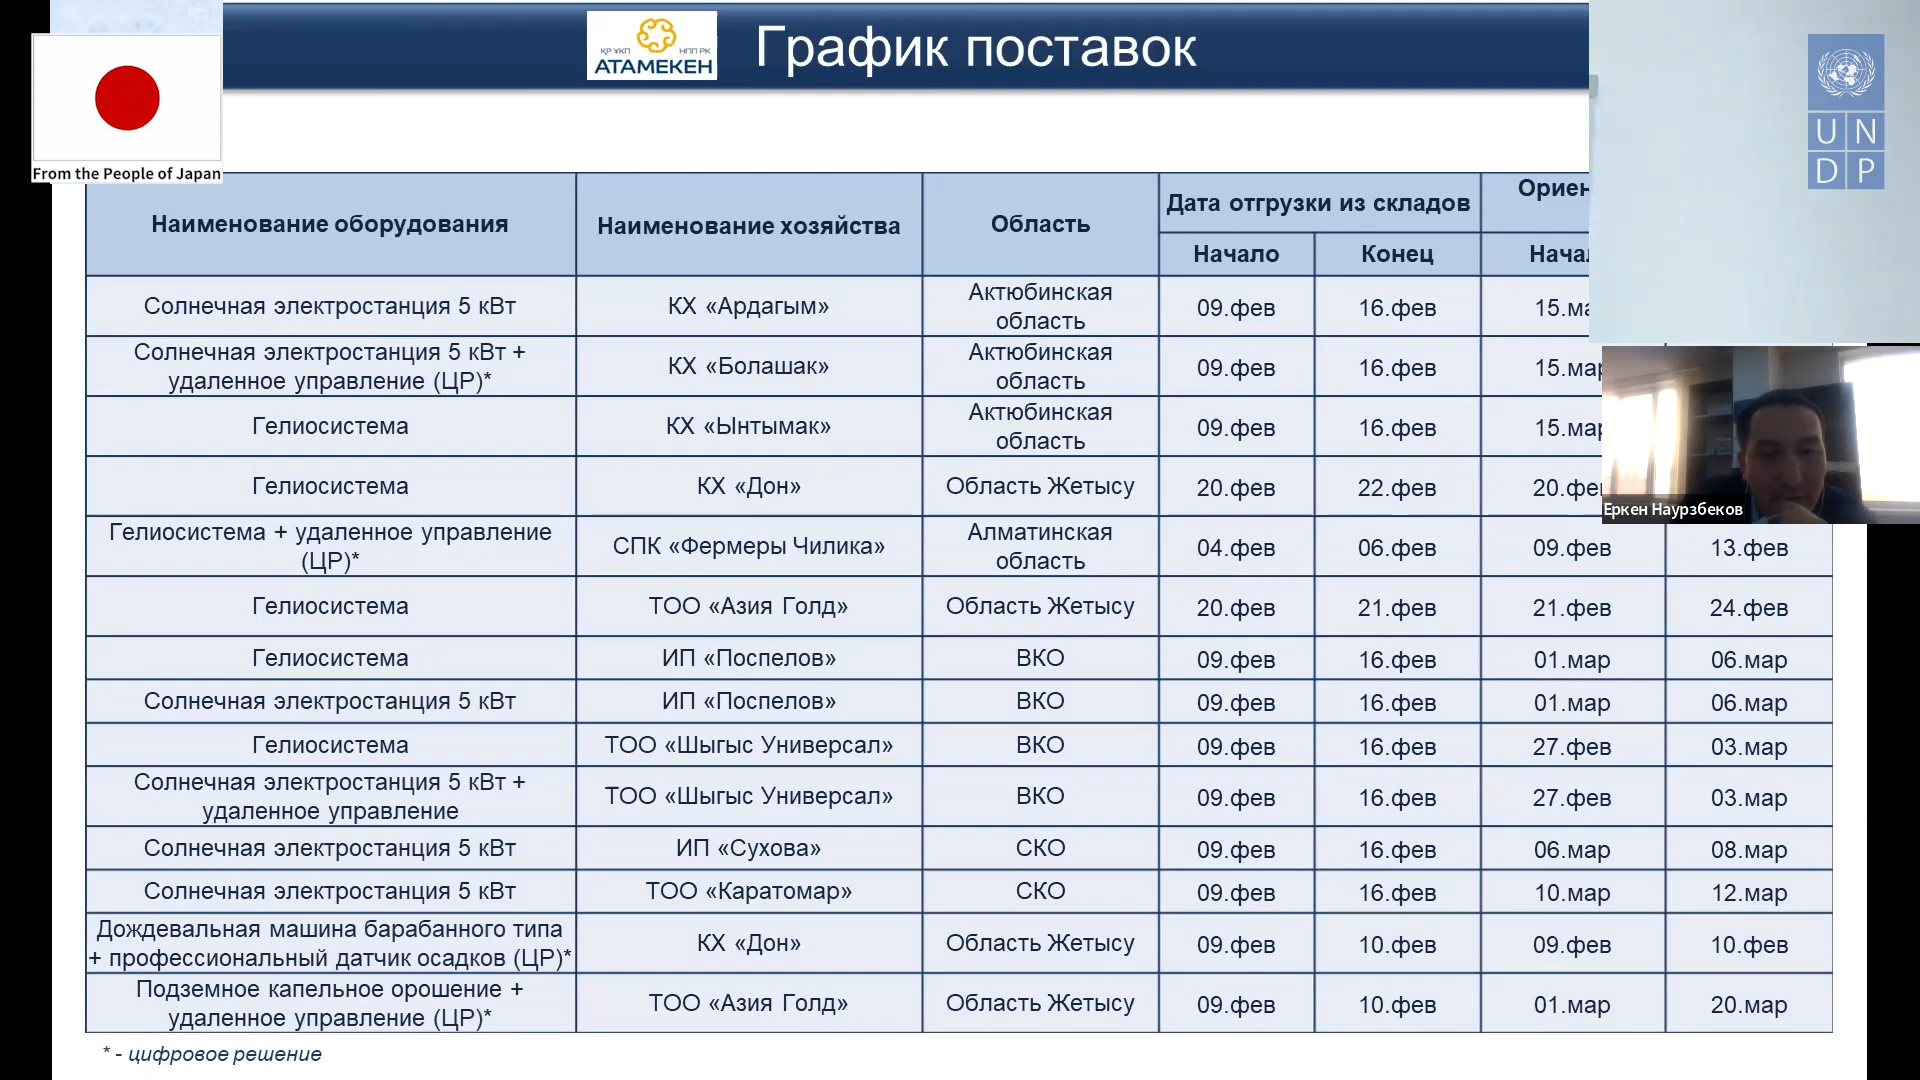 ҚР ҰКП
НПП РК
АТАМЕКЕН
График поставок
From the People of Japan
U N
D P
Наименование оборудования
Наименование хозяйства
Область
Дата отгрузки из складов
Начало
Конец
Солнечная электростанция 5 кВт
КХ «Ардагым»
Актюбинская
область
09.фев
16.фев
Солнечная электростанция 5 кВт +
удаленное управление (ЦР)*
КХ «Болашак»
Актюбинская
область
09.фев
16.фев
15.мар
Гелиосистема
КХ «Ынтымак»
Актюбинская
область
09.фев
16.фев
15.мар
Гелиосистема
КХ «Дон»
Область Жетысу
20.фев
22.фев
20.фев
Еркен Наурзбеков
Гелиосистема + удаленное управление
(ЦР)*
СПК «Фермеры Чилика»
Алматинская
область
04.фев
06.фев
09.фев
13.фев
Гелиосистема
ТОО «Азия Голд»
Область Жетысу
20.фев
21.фев
21.фев
24.фев
Гелиосистема
ИП «Поспелов»
ВКО
09.фев
16.фев
01.мар
06.мар
Солнечная электростанция 5 кВт
ИП «Поспелов»
ВКО
09.фев
16.фев
01.мар
06.мар
Гелиосистема
ТОО «Шыгыс Универсал»
ВКО
09.фев
16.фев
27.фев
03.мар
Солнечная электростанция 5 кВт +
удаленное управление
ТОО «Шыгыс Универсал»
ВКО
09.фев
16.фев
27.фев
03.мар
Солнечная электростанция 5 кВт
ИП «Сухова»
СКО
09.фев
16.фев
06.мар
08.мар
Солнечная электростанция 5 кВт
ТОО «Каратомар»
СКО
09.фев
16.фев
10.мар
12.мар
Дождевальная машина барабанного типа
+ профессиональный датчик осадков (ЦР)*
КХ «Дон»
Область Жетысу
09.фев
10.фев
09.фев
10.фев
Подземное капельное орошение +
удаленное управление (ЦР)*
ТОО «Азия Голд»
Область Жетысу
09.фев
10.фев
01.мар
20.мар
* - цифровое решение